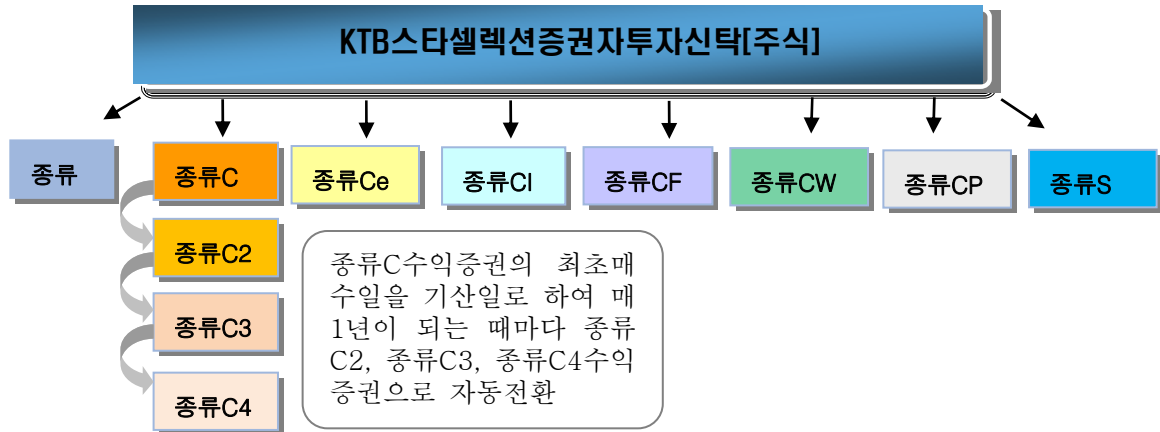 KTB스타셀렉션증권자투자신탁[주식]
종류
종류C
종류Ce
종류CI
종류CF
종류CW
종류CP
종류S
종류C2
종류C3
종류C4
종류C수익증권의 최초매
수일을 기산일로 하여 매
1년이 되는 때마다 종류
C2, 종류C3, 종류C4수익
증권으로 자동전환